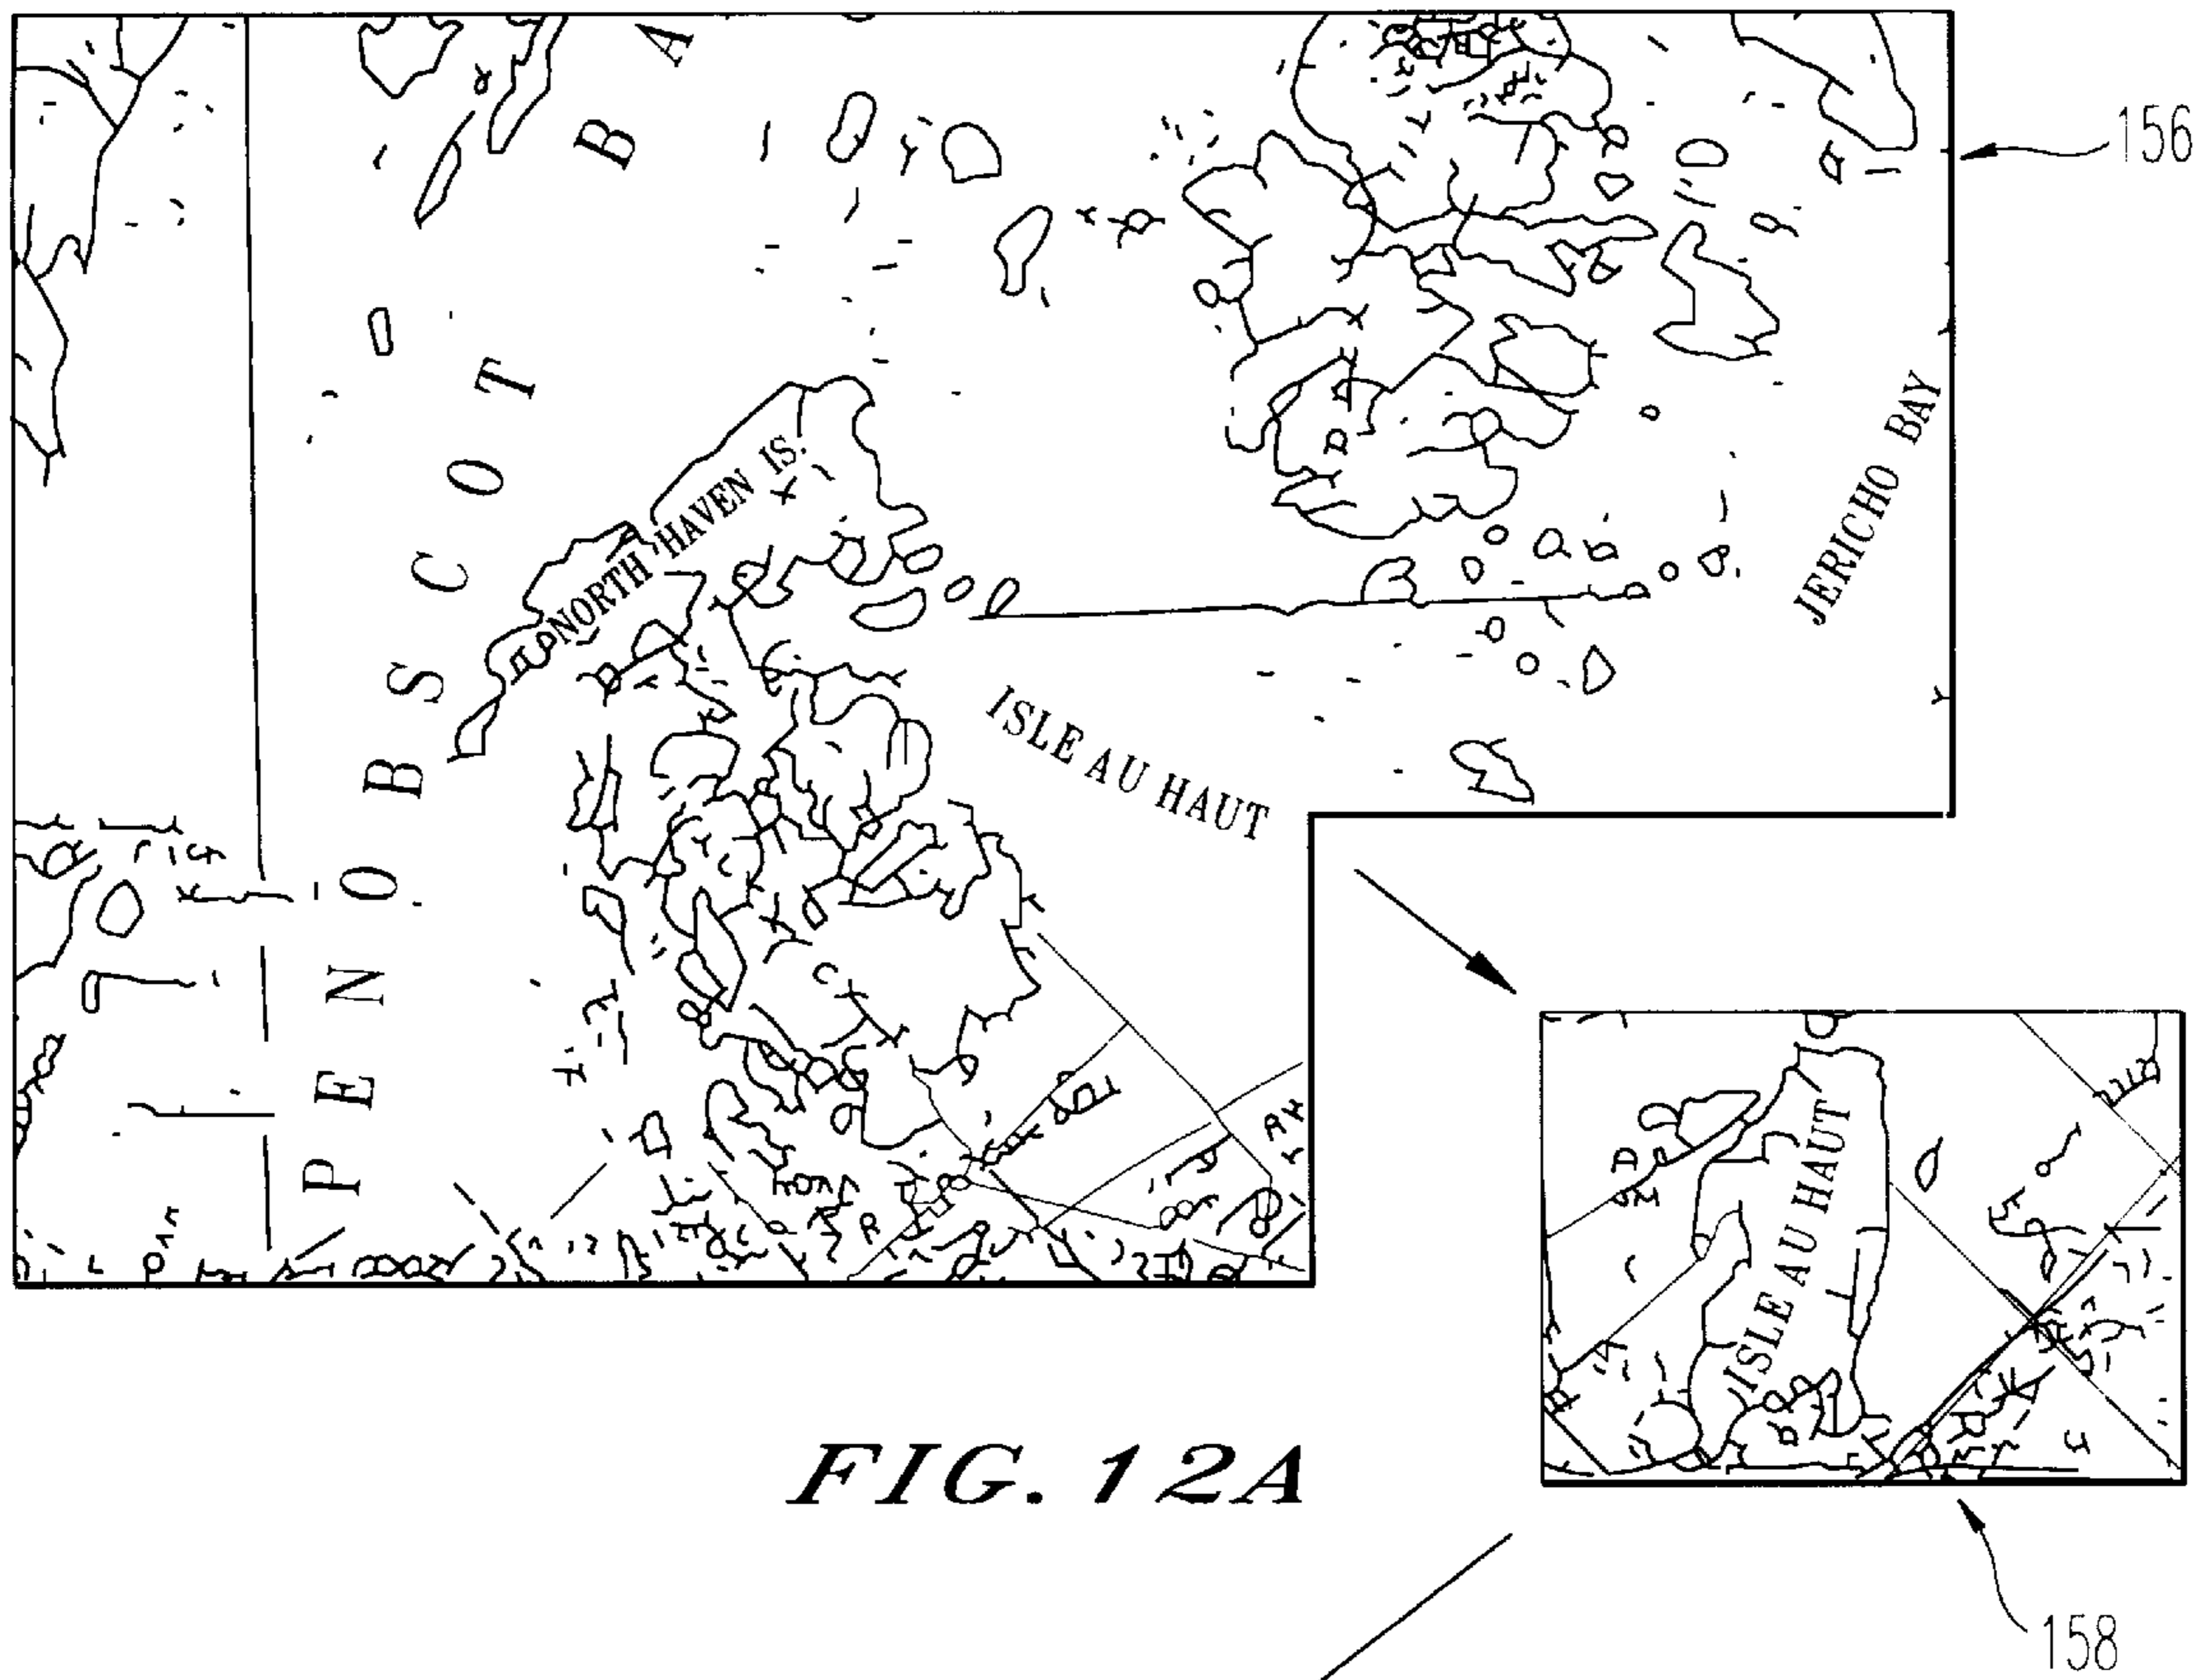 PENOBSCOT BA
156
NORTH HAVEN IS.
JERICHO BAY
ISLE AU HAUT
ISLE AU HAUT
FIG. 12A
158